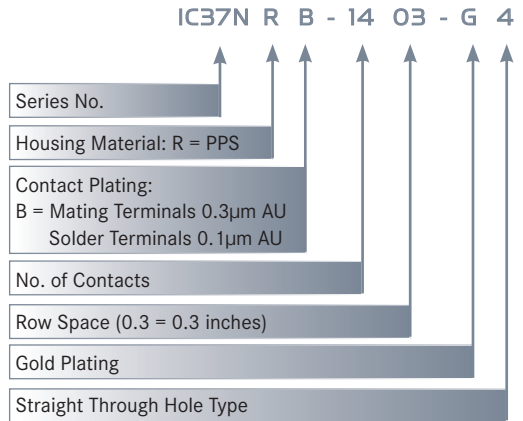 IC37N R B - 14 03 - G 4
Series No.
Housing Material: R = PPS
Contact Plating:
B = Mating Terminals 0.3µm AU
Solder Terminals 0.1µm AU
No. of Contacts
Row Space (0.3 = 0.3 inches)
Gold Plating
Straight Through Hole Type